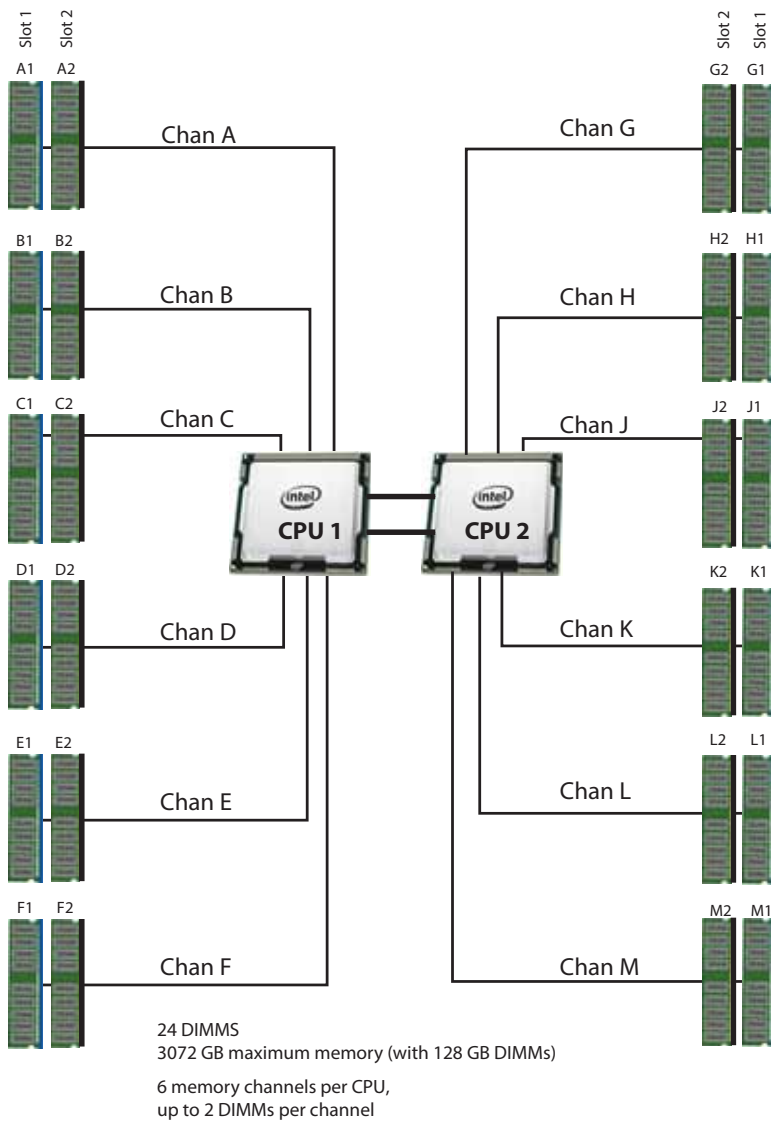 Slot 1 Slot 2 Slot 2 Slot 1
A1 A2 G2 G1
Chan A Chan G
B1 B2 H2 H1
Chan B Chan H
C1 C2 J2 J1
Chan C Chan J
intel intel
CPU 1 CPU 2
D1 D2 K2 K1
Chan D Chan K
E1 E2 L2 L1
Chan E Chan L
F1 F2 M2 M1
Chan F Chan M
24 DIMMS
3072 GB maximum memory (with 128 GB DIMMs)
6 memory channels per CPU,
up to 2 DIMMs per channel